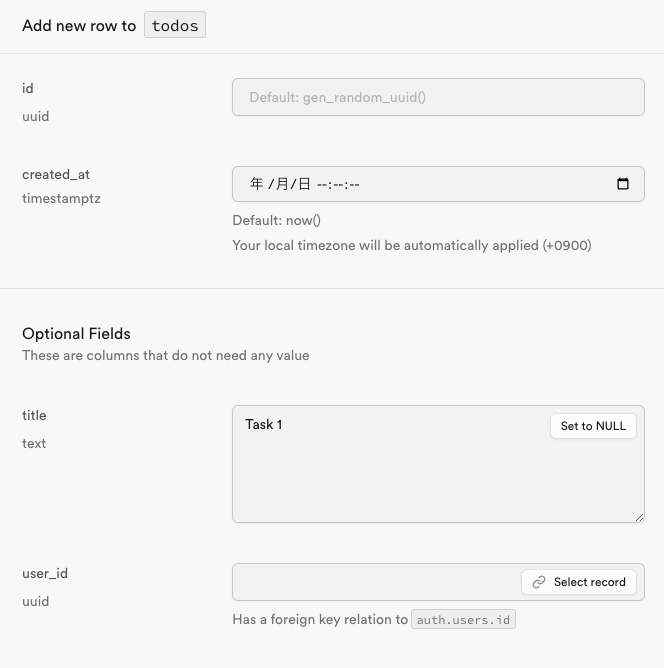 Add new row to todos
id
Default: gen_random_uuid()
uuid
created_at
年 /月/日 --:--:--
timestamptz
Default: now()
Your local timezone will be automatically applied (+0900)
Optional Fields
These are columns that do not need any value
title
Task 1
Set to NULL
text
user_id
Select record
uuid
Has a foreign key relation to auth.users.id